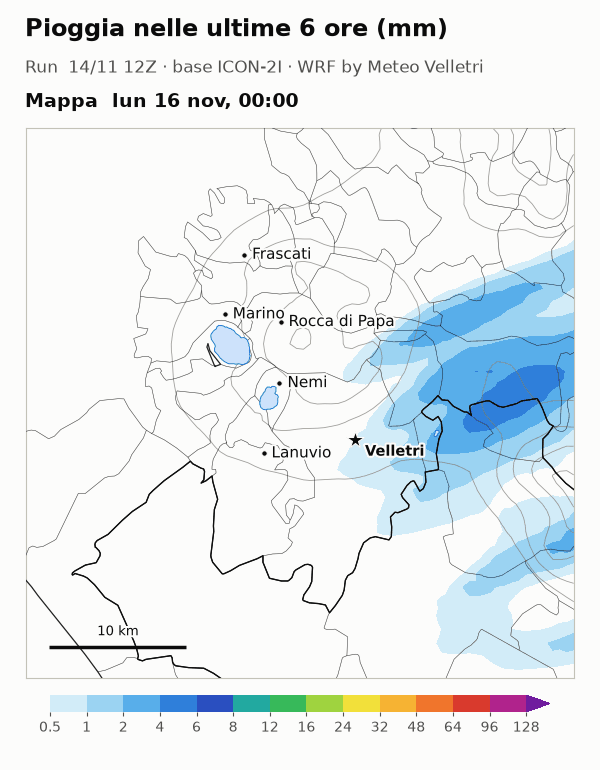 Pioggia nelle ultime 6 ore (mm)
Run  14/11 12Z · base ICON-2I · WRF by Meteo Velletri
Mappa  lun 16 nov, 00:00
Frascati
Marino
Rocca di Papa
Nemi
Velletri
Lanuvio
10 km
0.5 1 2 4 6 8 12 16 24 32 48 64 96 128